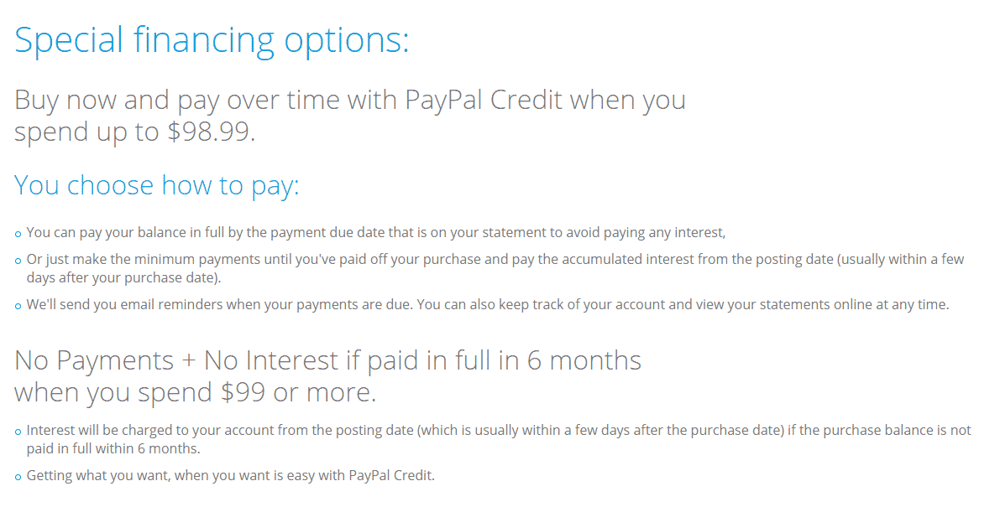 Special financing options:
Buy now and pay over time with PayPal Credit when you
spend up to $98.99.
You choose how to pay:
You can pay your balance in full by the payment due date that is on your statement to avoid paying any interest,
Or just make the minimum payments until you've paid off your purchase and pay the accumulated interest from the posting date (usually within a few
days after your purchase date).
We'll send you email reminders when your payments are due. You can also keep track of your account and view your statements online at any time.
No Payments + No Interest if paid in full in 6 months
when you spend $99 or more.
Interest will be charged to your account from the posting date (which is usually within a few days after the purchase date) if the purchase balance is not
paid in full within 6 months.
Getting what you want, when you want is easy with PayPal Credit.